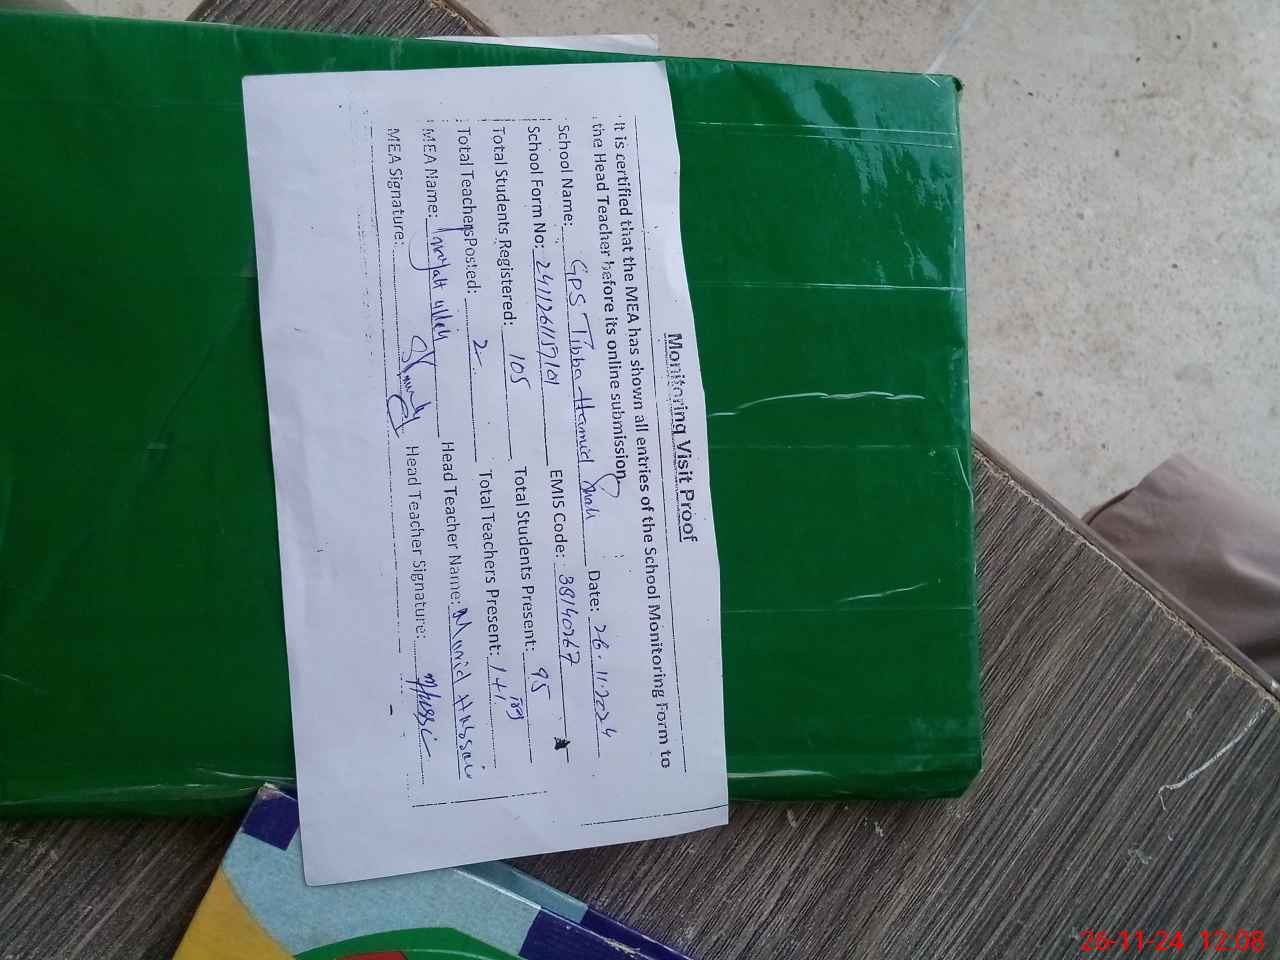 Monitoring Visit Proof
It is certified that the MEA has shown all entries of the School Monitoring Form to
the Head Teacher before its online submission
School Name: GPS Tibba Hamid Shah Date: 26.11.2024
School Form No: EMIS Code: 38140267
Total Students Registered: 105 Total Students Present: 95
Total Teachers Posted: 2 Total Teachers Present: 1+1
MEA Name: Head Teacher Name: Hussain
MEA Signature: Head Teacher Signature:
26-11-24 12:08